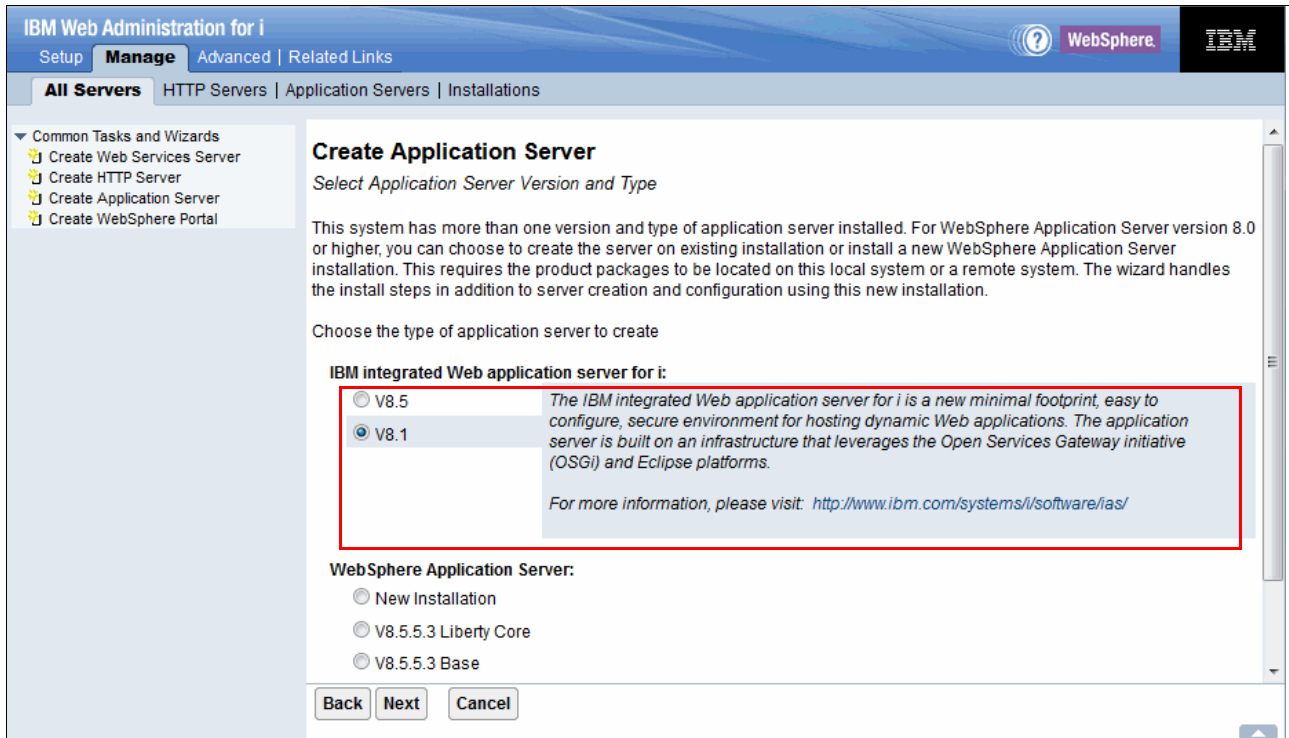 IBM Web Administration for i
Setup Manage Advanced | Related Links
? WebSphere. IBM
All Servers HTTP Servers | Application Servers | Installations
Common Tasks and Wizards
Create Web Services Server
Create HTTP Server
Create Application Server
Create WebSphere Portal
Create Application Server
Select Application Server Version and Type
This system has more than one version and type of application server installed. For WebSphere Application Server version 8.0
or higher, you can choose to create the server on existing installation or install a new WebSphere Application Server
installation. This requires the product packages to be located on this local system or a remote system. The wizard handles
the install steps in addition to server creation and configuration using this new installation.
Choose the type of application server to create
IBM integrated Web application server for i:
V8.5
V8.1
The IBM integrated Web application server for i is a new minimal footprint, easy to
configure, secure environment for hosting dynamic Web applications. The application
server is built on an infrastructure that leverages the Open Services Gateway initiative
(OSGi) and Eclipse platforms.
For more information, please visit: http://www.ibm.com/systems/i/software/ias/
WebSphere Application Server:
New Installation
V8.5.5.3 Liberty Core
V8.5.5.3 Base
Back Next Cancel